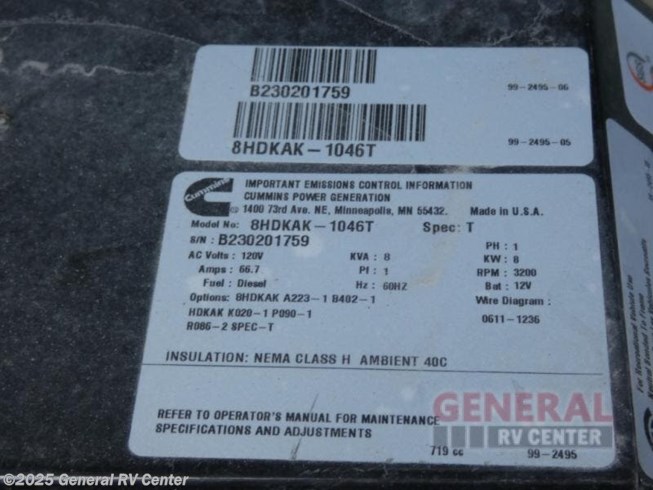 B230201759
99-2495-06
99-2495-05
8HDKAK-1046T
Cummins
IMPORTANT EMISSIONS CONTROL INFORMATION
CUMMINS POWER GENERATION
1400 73rd Ave. NE, Minneapolis, MN 55432. Made in U.S.A.
Model No: 8HDKAK-1046T Spec: T
S/N: B230201759 PH: 1
AC Volts: 120V KVA: 8 KW: 8
Amps: 66.7 Pf: 1 RPM: 3200
Fuel: Diesel Hz: 60HZ Bat: 12V
Options: 8HDKAK A223-1 B402-1 Wire Diagram:
HDKAK K020-1 P090-1 0611-1236
R086-2 SPEC-T
INSULATION: NEMA CLASS H AMBIENT 40C
REFER TO OPERATOR'S MANUAL FOR MAINTENANCE
SPECIFICATIONS AND ADJUSTMENTS
719 cc 99-2495
GENERAL
RV CENTER
©2025 General RV Center